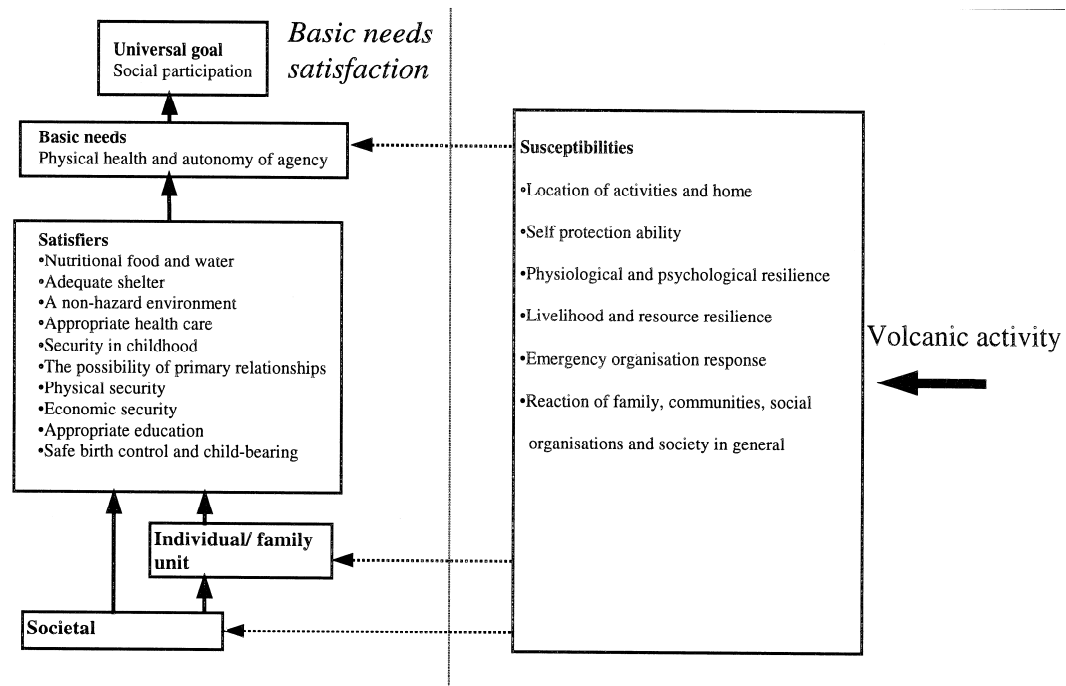 Universal goal
Social participation
Basic needs
satisfaction
Basic needs
Physical health and autonomy of agency
Satisfiers
•Nutritional food and water
•Adequate shelter
•A non-hazard environment
•Appropriate health care
•Security in childhood
•The possibility of primary relationships
•Physical security
•Economic security
•Appropriate education
•Safe birth control and child-bearing
Individual/ family
unit
Societal
Susceptibilities
•Location of activities and home
•Self protection ability
•Physiological and psychological resilience
•Livelihood and resource resilience
•Emergency organisation response
•Reaction of family, communities, social
organisations and society in general
Volcanic activity